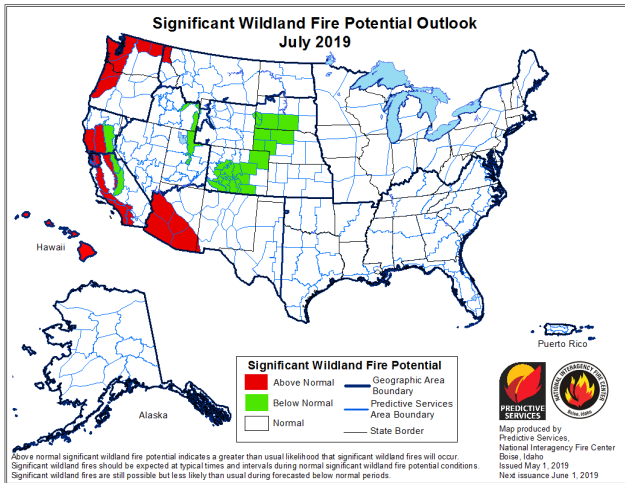 Significant Wildland Fire Potential Outlook
July 2019
Hawaii
Alaska
Puerto Rico
Significant Wildland Fire Potential
Above Normal
Below Normal
Normal
Geographic Area
Boundary
Predictive Services
Area Boundary
State Border
PREDICTIVE
SERVICES
NATIONAL INTERAGENCY FIRE CENTER
Boise, Idaho
Map produced by
Predictive Services,
National Interagency Fire Center
Boise, Idaho
Issued May 1, 2019
Next issuance June 1, 2019
Above normal significant wildland fire potential indicates a greater than usual likelihood that significant wildland fires will occur.
Significant wildland fires should be expected at typical times and intervals during normal significant wildland fire potential conditions.
Significant wildland fires are still possible but less likely than usual during forecasted below normal periods.